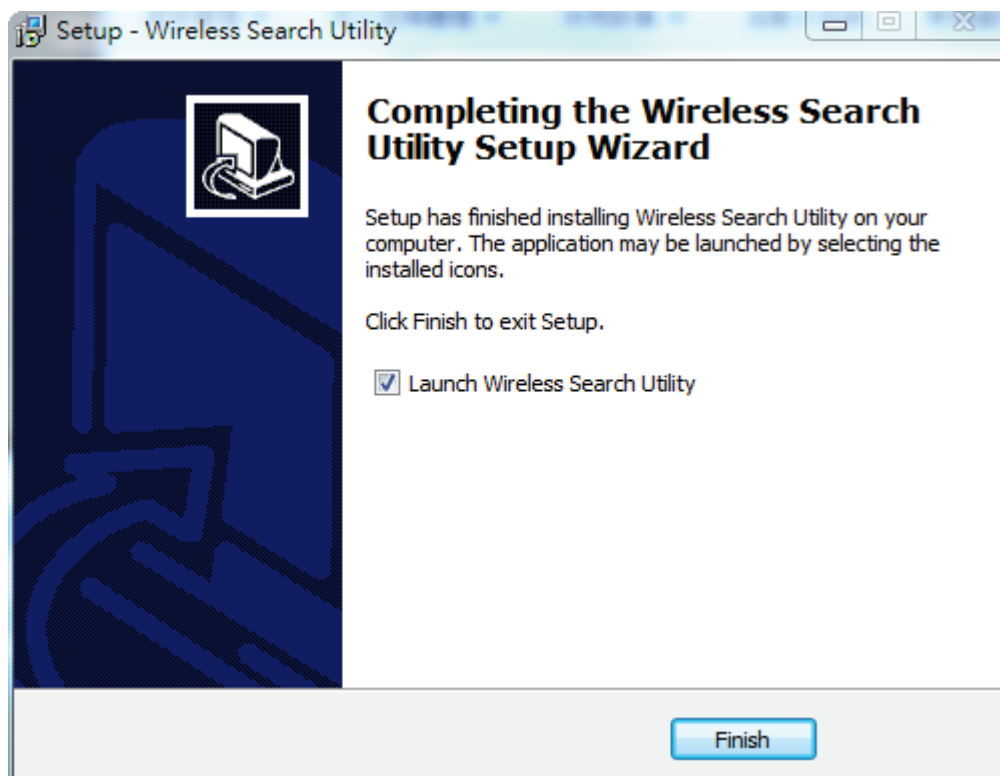 Setup - Wireless Search Utility
Completing the Wireless Search
Utility Setup Wizard
Setup has finished installing Wireless Search Utility on your
computer. The application may be launched by selecting the
installed icons.
Click Finish to exit Setup.
Launch Wireless Search Utility
Finish